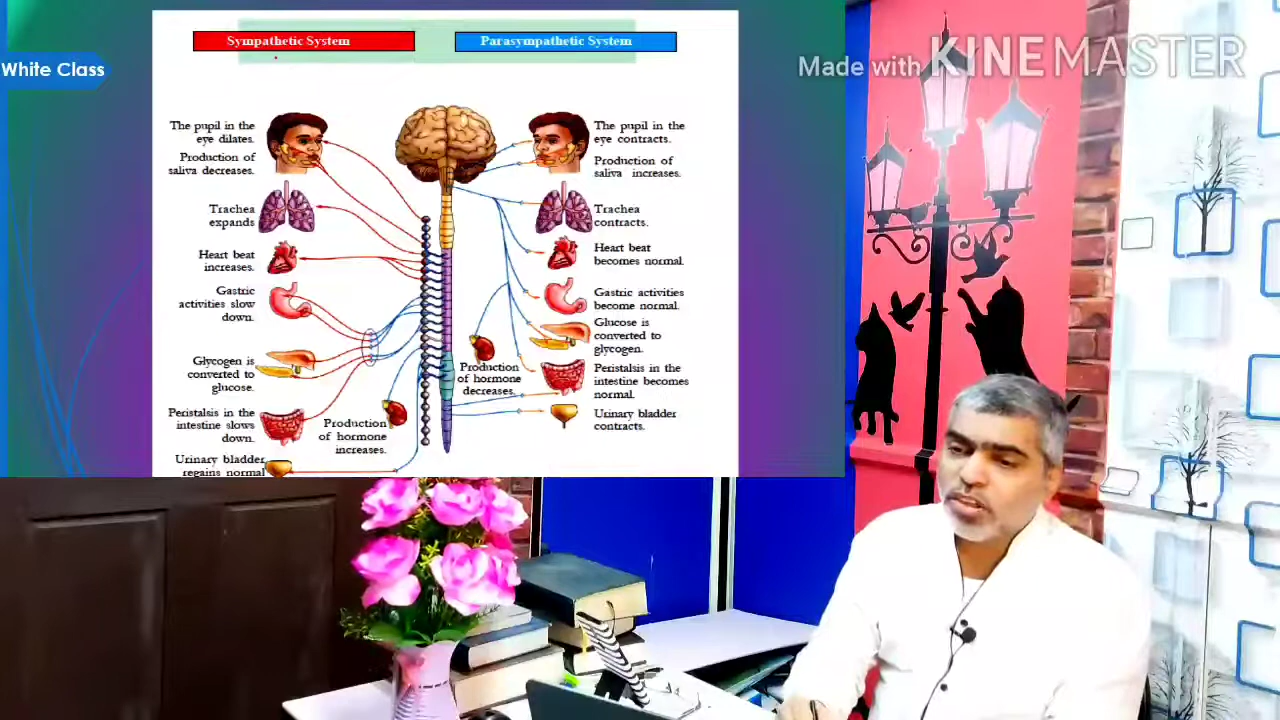 Sympathetic System
Parasympathetic System
White Class
Made with KINEMASTER
The pupil in the
eye dilates.
Production of
saliva decreases.
Trachea
expands
Heart beat
increases.
Gastric
activities slow
down.
Glycogen is
converted to
glucose.
Peristalsis in the
intestine slows
down.
Production
of hormone
increases.
Urinary bladder
regains normal
Production
of hormone
decreases.
The pupil in the
eye contracts.
Production of
saliva increases.
Trachea
contracts.
Heart beat
becomes normal.
Gastric activities
become normal.
Glucose is
converted to
glycogen.
Peristalsis in the
intestine becomes
normal.
Urinary bladder
contracts.